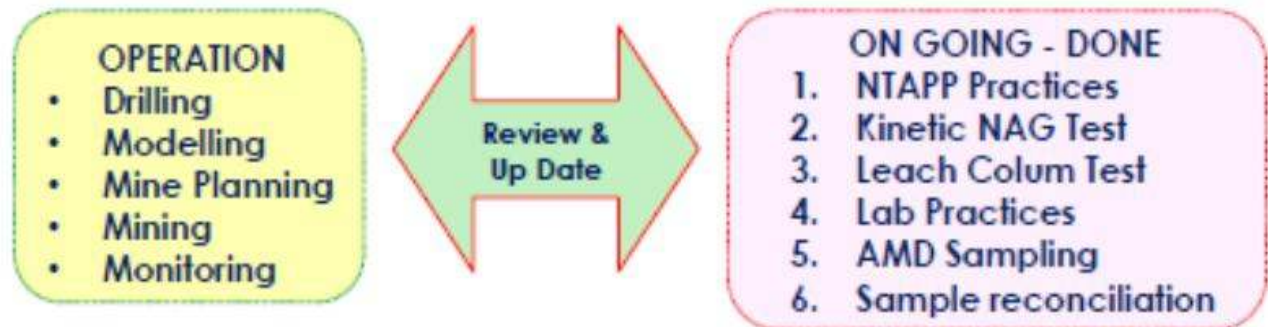 OPERATION
• Drilling
• Modelling
• Mine Planning
• Mining
• Monitoring
Review &
Up Date
ON GOING - DONE
1. NTAPP Practices
2. Kinetic NAG Test
3. Leach Colum Test
4. Lab Practices
5. AMD Sampling
6. Sample reconciliation